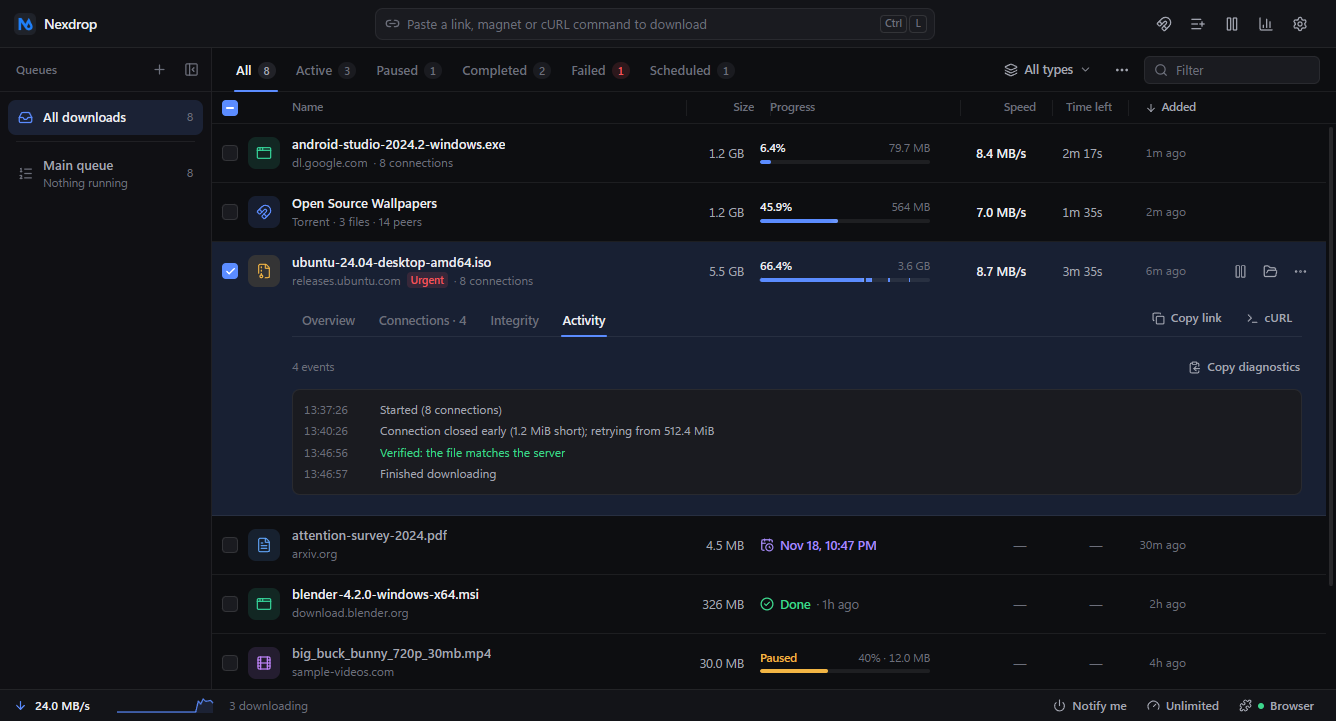 Nexdrop
Paste a link, magnet or cURL command to download
Ctrl L
Queues
All 8
Active 3
Paused 1
Completed 2
Failed 1
Scheduled 1
All types
Filter
All downloads 8
Main queue 8
Nothing running
Name Size Progress Speed Time left Added
android-studio-2024.2-windows.exe
dl.google.com · 8 connections
1.2 GB
6.4% 79.7 MB
8.4 MB/s
2m 17s
1m ago
Open Source Wallpapers
Torrent · 3 files · 14 peers
1.2 GB
45.9% 564 MB
7.0 MB/s
1m 35s
2m ago
ubuntu-24.04-desktop-amd64.iso
releases.ubuntu.com Urgent · 8 connections
5.5 GB
66.4% 3.6 GB
8.7 MB/s
3m 35s
6m ago
Overview
Connections · 4
Integrity
Activity
Copy link
cURL
4 events
Copy diagnostics
13:37:26 Started (8 connections)
13:40:26 Connection closed early (1.2 MiB short); retrying from 512.4 MiB
13:46:56 Verified: the file matches the server
13:46:57 Finished downloading
attention-survey-2024.pdf
arxiv.org
4.5 MB
Nov 18, 10:47 PM
—
—
30m ago
blender-4.2.0-windows-x64.msi
download.blender.org
326 MB
Done · 1h ago
—
—
2h ago
big_buck_bunny_720p_30mb.mp4
sample-videos.com
30.0 MB
Paused 40% · 12.0 MB
—
—
4h ago
24.0 MB/s
3 downloading
Notify me
Unlimited
Browser